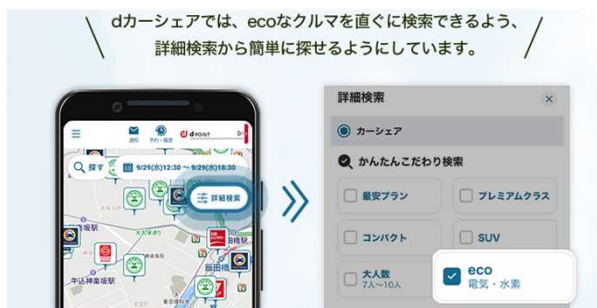 dカーシェアでは、ecoなクルマを直ぐに検索できるよう、
詳細検索から簡単に探せるようにしています。
通知
予約・履歴
d POINT
探す
9/29(水)12:30 ~ 9/29(水)18:30
詳細検索
飯田橋
牛込神楽坂駅
詳細検索
×
カーシェア
かんたんこだわり検索
最安プラン
プレミアムクラス
コンパクト
SUV
大人数
7人～10人
eco
電気・水素